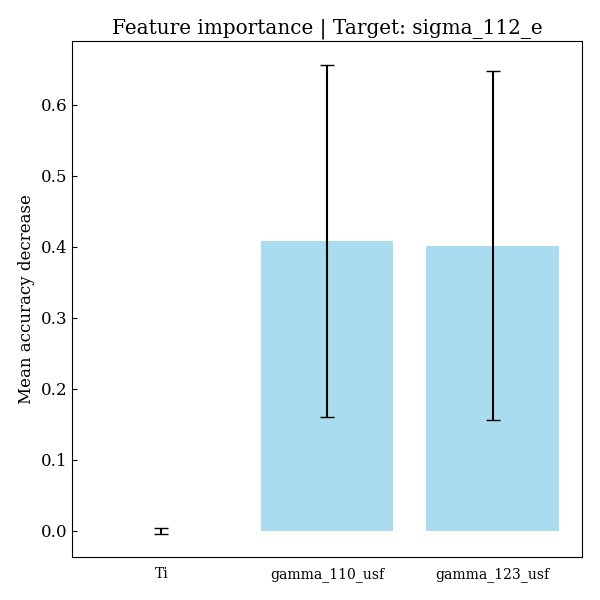 Feature importance | Target: sigma_112_e
Mean accuracy decrease
0.6
0.5
0.4
0.3
0.2
0.1
0.0
Ti
gamma_110_usf
gamma_123_usf